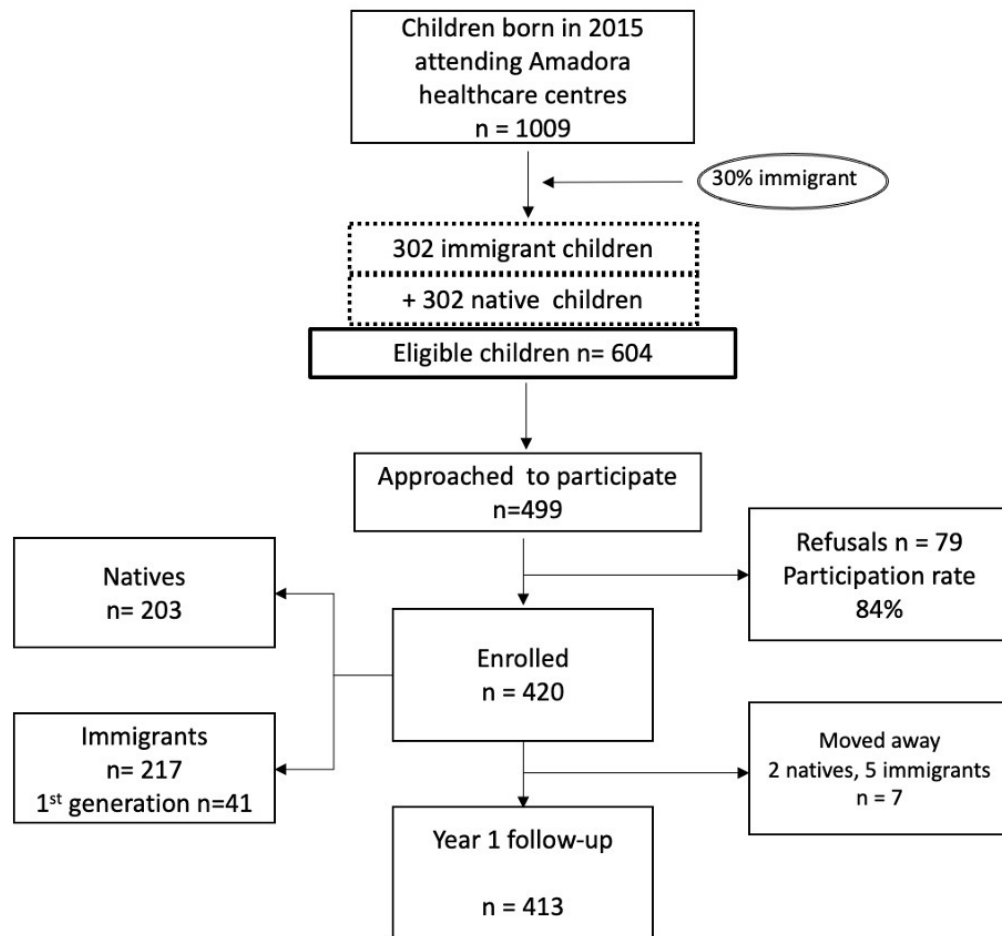 Children born in 2015
attending Amadora
healthcare centres
n = 1009
30% immigrant
302 immigrant children
+ 302 native children
Eligible children n= 604
Approached to participate
n=499
Refusals n = 79
Participation rate
84%
Natives
n= 203
Enrolled
n = 420
Immigrants
n= 217
1st generation n=41
Moved away
2 natives, 5 immigrants
n = 7
Year 1 follow-up
n = 413